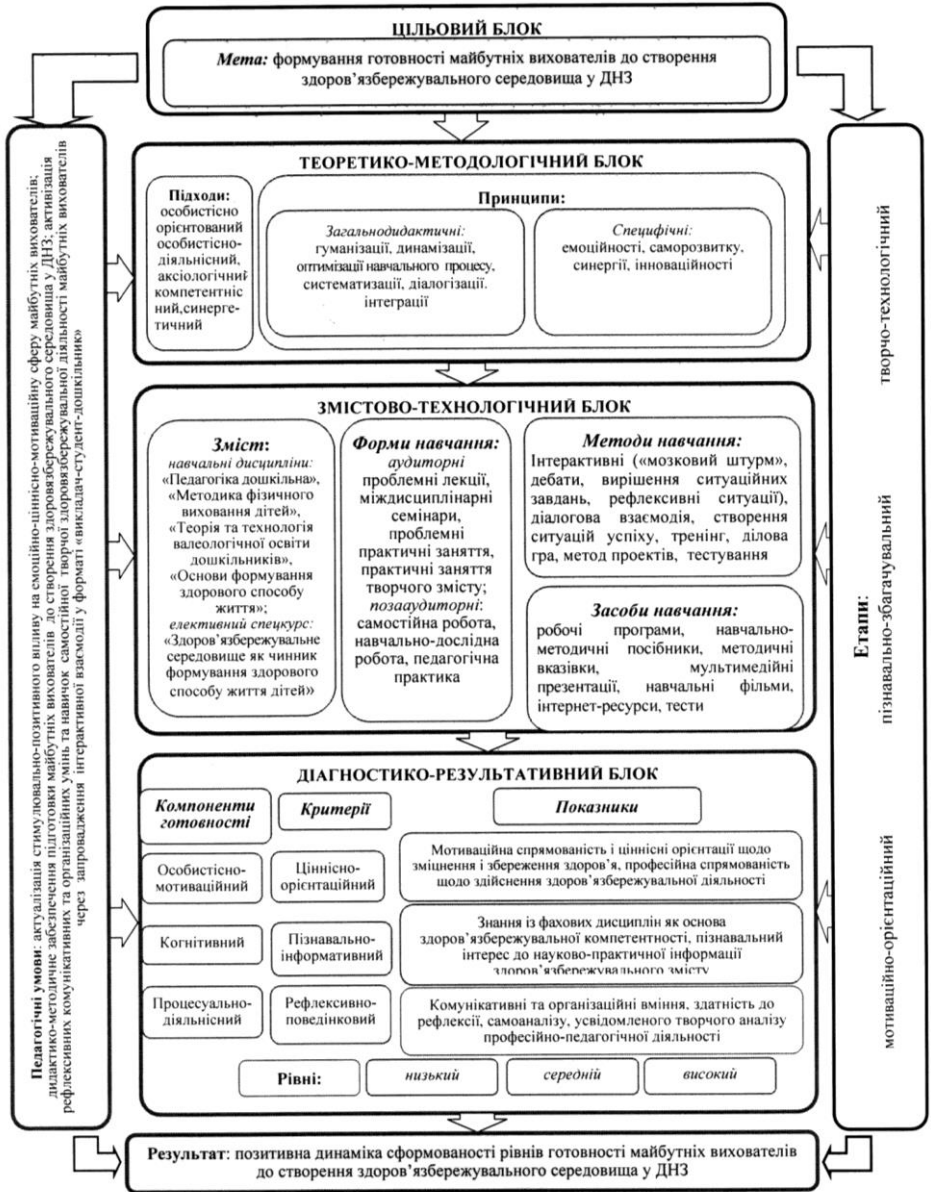 ЦІЛЬОВИЙ БЛОК
Мета: формування готовності майбутніх вихователів до створення
здоров'язбережувального середовища у ДНЗ
Педагогічні умови: актуалізація стимулювально-позитивного впливу на емоційно-ціннісно-мотиваційну сферу майбутніх вихователів;
дидактико-методичне забезпечення підготовки майбутніх вихователів до створення здоровязбережувального середовища у ДНЗ; активізація
рефлексивних комунікативних та організаційних умінь та навичок самостійної творчої здоровязбережувальної діяльності майбутніх вихователів
через запровадження інтерактивної взаємодії у форматі «викладач-студент-дошкільник»
ТЕОРЕТИКО-МЕТОДОЛОГІЧНИЙ БЛОК
Підходи:
особистісно
орієнтований
особистісно-
діяльнісний,
аксіологічний
компетентніс
ний,синерге-
тичний
Принципи:
Загальнодидактичні:
гуманізації, динамізації,
оптимізації навчального процесу,
систематизації, діалогізації.
інтеграції
Специфічні:
емоційності, саморозвитку,
синергії, інноваційності
ЗМІСТОВО-ТЕХНОЛОГІЧНИЙ БЛОК
Зміст:
навчальні дисципліни:
«Педагогіка дошкільна»,
«Методика фізичного
виховання дітей»,
«Теорія та технологія
валеологічної освіти
дошкільників»,
«Основи формування
здорового способу
життя»;
елективний спецкурс:
«Здоров'язбережувальне
середовище як чинник
формування здорового
способу життя дітей»
Форми навчання:
аудиторні
проблемні лекції,
міждисциплінарні
семінари,
проблемні
практичні заняття,
практичні заняття
творчого змісту;
позааудиторні:
самостійна робота,
навчально-дослідна
робота, педагогічна
практика
Методи навчання:
Інтерактивні («мозковий штурм»,
дебати, вирішення ситуаційних
завдань, рефлексивні ситуації),
діалогова взаємодія, створення
ситуацій успіху, тренінг, ділова
гра, метод проектів, тестування
Засоби навчання:
робочі програми, навчально-
методичні посібники, методичні
вказівки, мультимедійні
презентації, навчальні фільми,
інтернет-ресурси, тести
ДІАГНОСТИКО-РЕЗУЛЬТАТИВНИЙ БЛОК
Компоненти
готовності
Критерії
Показники
Особистісно-
мотиваційний
Ціннісно-
орієнтаційний
Мотиваційна спрямованість і ціннісні орієнтації щодо
зміцнення і збереження здоров'я, професійна спрямованість
щодо здійснення здоров'язбережувальної діяльності
Когнітивний
Пізнавально-
інформативний
Знання із фахових дисциплін як основа
здоров'язбережувальної компетентності, пізнавальний
інтерес до науково-практичної інформації
здоров'язбережувального змісту
Процесуально-
діяльнісний
Рефлексивно-
поведінковий
Комунікативні та організаційні вміння, здатність до
рефлексії, самоаналізу, усвідомленого творчого аналізу
професійно-педагогічної діяльності
Рівні:
низький
середній
високий
Етапи:
творчо-технологічний
пізнавально-збагачувальний
мотиваційно-орієнтаційний
Результат: позитивна динаміка сформованості рівнів готовності майбутніх вихователів
до створення здоров'язбережувального середовища у ДНЗ